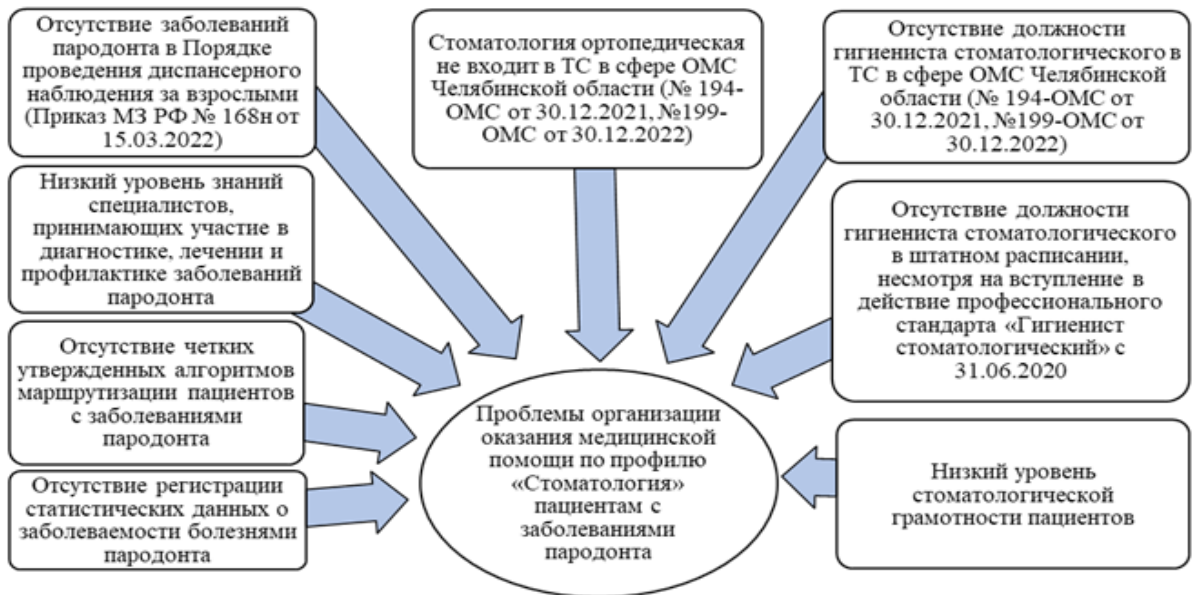 Отсутствие заболеваний
пародонта в Порядке
проведения диспансерного
наблюдения за взрослыми
(Приказ МЗ РФ № 168н от
15.03.2022)
Низкий уровень знаний
специалистов,
принимающих участие в
диагностике, лечении и
профилактике заболеваний
пародонта
Отсутствие четких
утвержденных алгоритмов
маршрутизации пациентов
с заболеваниями
пародонта
Отсутствие регистрации
статистических данных о
заболеваемости болезнями
пародонта
Стоматология ортопедическая
не входит в ТС в сфере ОМС
Челябинской области (№ 194-
ОМС от 30.12.2021, №199-
ОМС от 30.12.2022)
Отсутствие должности
гигиениста стоматологического в
ТС в сфере ОМС Челябинской
области (№ 194-ОМС от
30.12.2021, №199-ОМС от
30.12.2022)
Отсутствие должности
гигиениста стоматологического
в штатном расписании,
несмотря на вступление в
действие профессионального
стандарта «Гигиенист
стоматологический» с
31.06.2020
Низкий уровень
стоматологической
грамотности пациентов
Проблемы организации
оказания медицинской
помощи по профилю
«Стоматология»
пациентам с
заболеваниями
пародонта